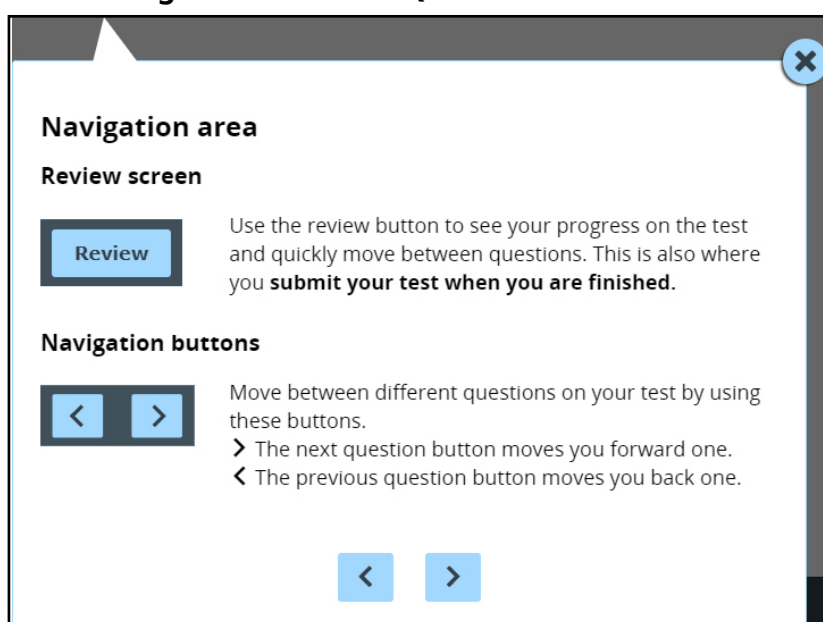 Navigation area
Review screen
Review
Use the review button to see your progress on the test
and quickly move between questions. This is also where
you submit your test when you are finished.
Navigation buttons
Move between different questions on your test by using
these buttons.
> The next question button moves you forward one.
< The previous question button moves you back one.